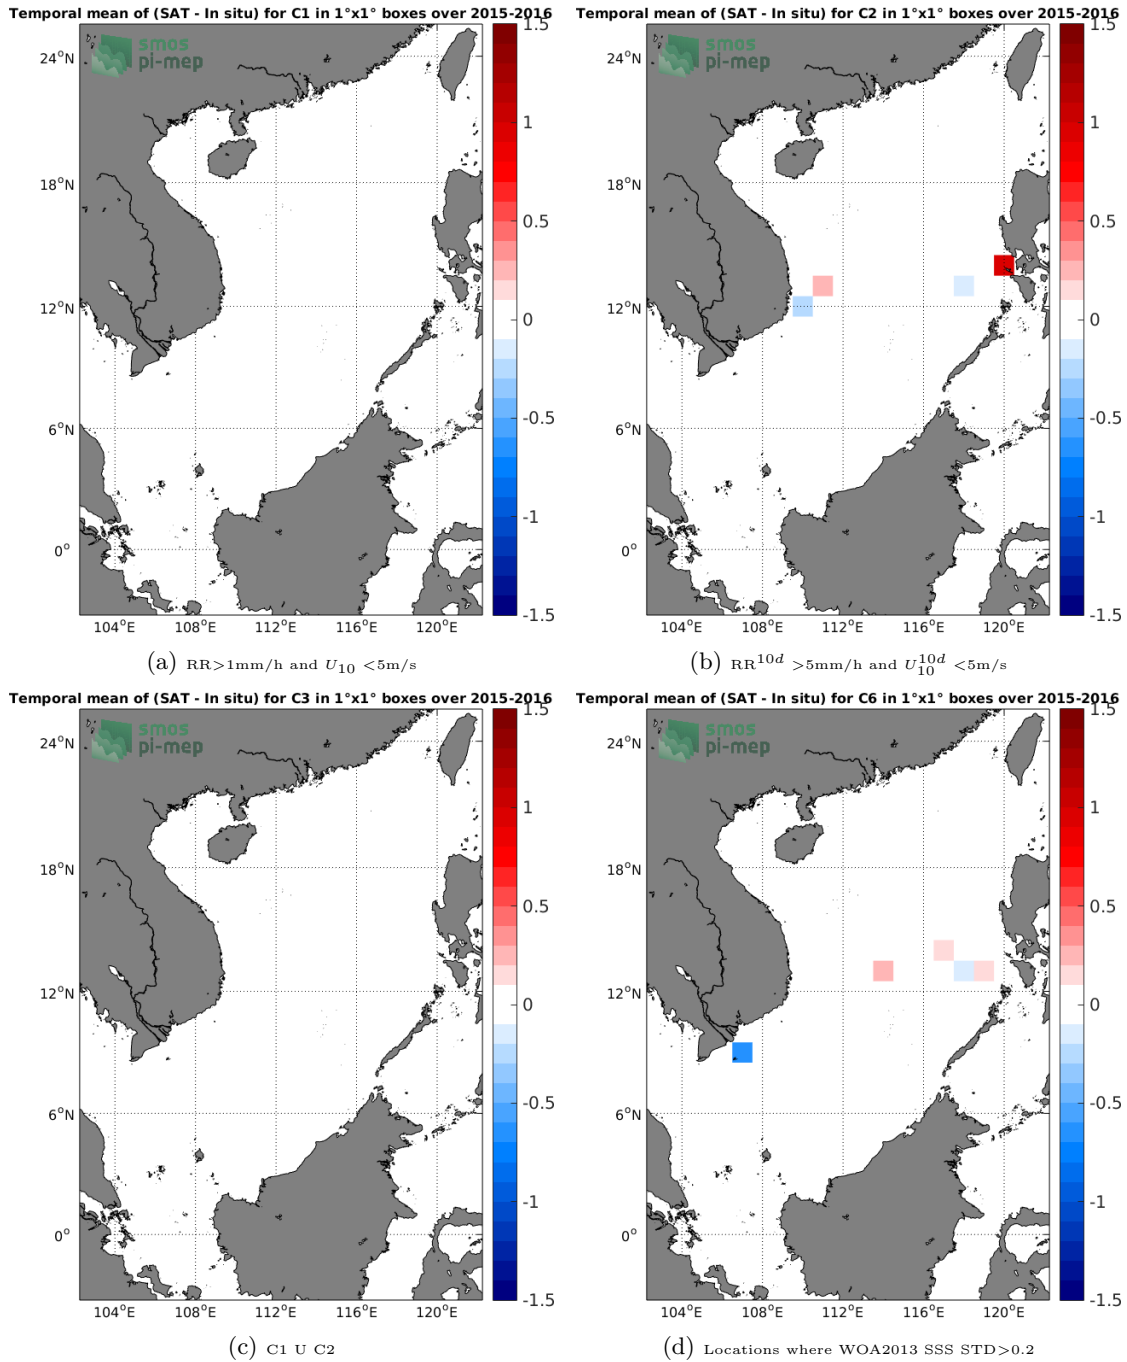 Temporal mean of (SAT - In situ) for C1 in 1°x1° boxes over 2015-2016
smos
pi-mep
24°N
18°N
12°N
6°N
0°
104°E
108°E
112°E
116°E
120°E
1.5
1
0.5
0
-0.5
-1
-1.5
(a) RR>1mm/h and U10 <5m/s
Temporal mean of (SAT - In situ) for C2 in 1°x1° boxes over 2015-2016
smos
pi-mep
24°N
18°N
12°N
6°N
0°
104°E
108°E
112°E
116°E
120°E
1.5
1
0.5
0
-0.5
-1
-1.5
(b) RR^10d >5mm/h and U10^10d <5m/s
Temporal mean of (SAT - In situ) for C3 in 1°x1° boxes over 2015-2016
smos
pi-mep
24°N
18°N
12°N
6°N
0°
104°E
108°E
112°E
116°E
120°E
1.5
1
0.5
0
-0.5
-1
-1.5
(c) C1 U C2
Temporal mean of (SAT - In situ) for C6 in 1°x1° boxes over 2015-2016
smos
pi-mep
24°N
18°N
12°N
6°N
0°
104°E
108°E
112°E
116°E
120°E
1.5
1
0.5
0
-0.5
-1
-1.5
(d) Locations where WOA2013 SSS STD>0.2